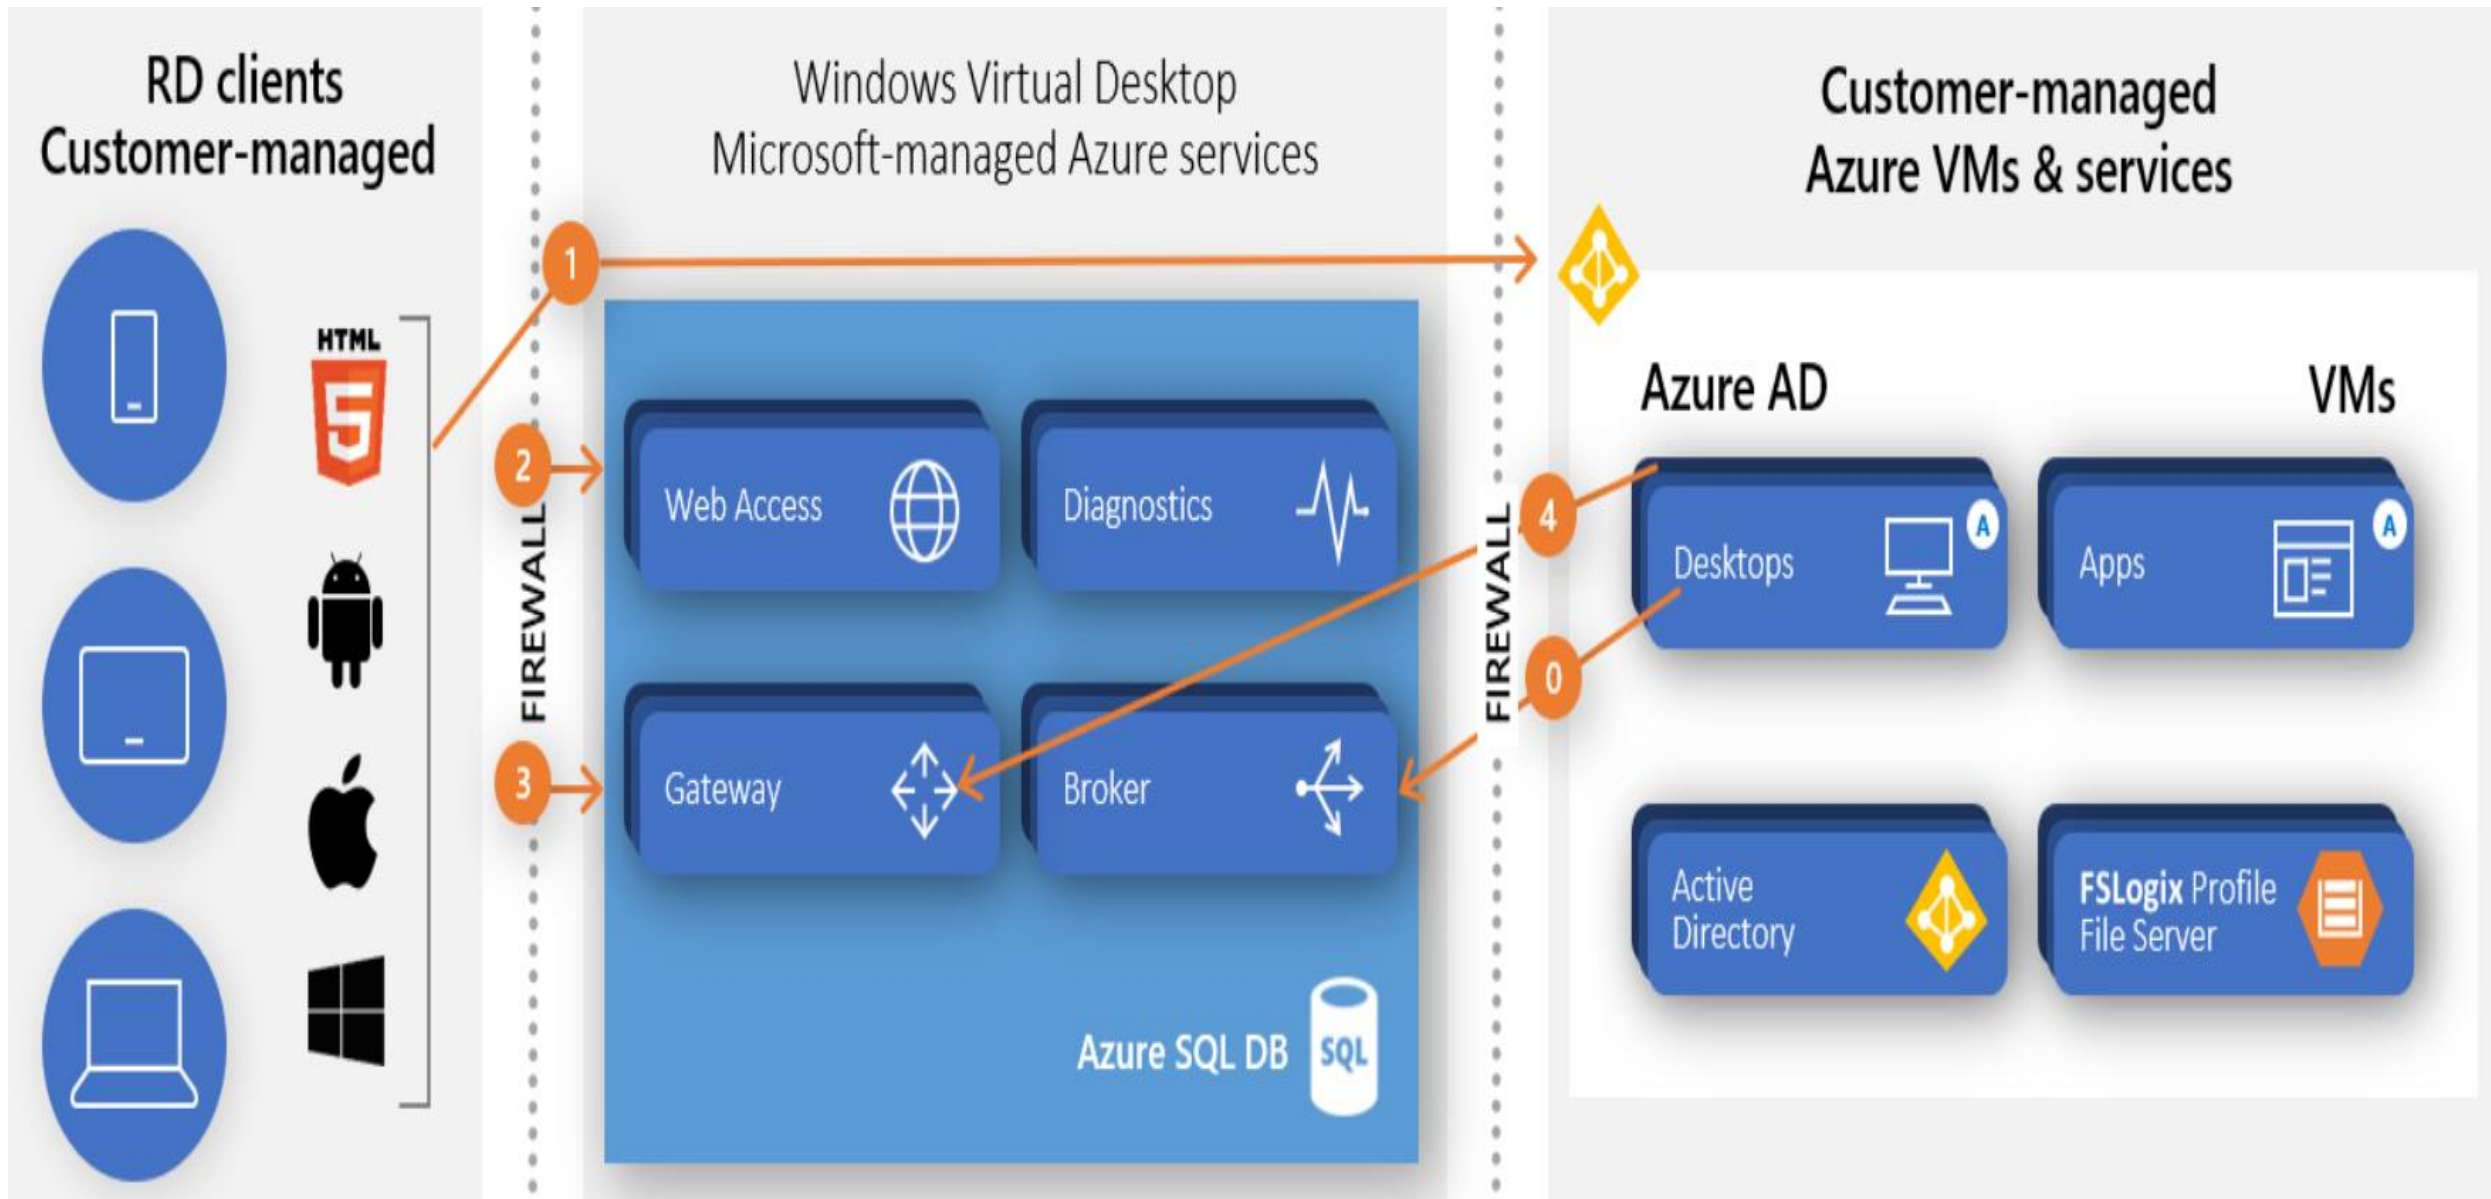 RD clients
Customer-managed
HTML
5
FIREWALL
1
2
3
Windows Virtual Desktop
Microsoft-managed Azure services
Web Access
Diagnostics
Gateway
Broker
Azure SQL DB
SQL
FIREWALL
4
0
Customer-managed
Azure VMs & services
Azure AD
VMs
Desktops
A
Apps
A
Active
Directory
FSLogix Profile
File Server